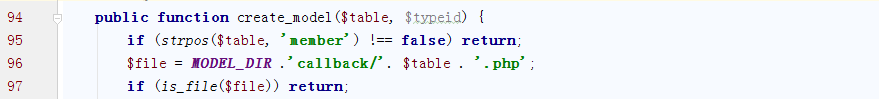 94 public function create_model($table, $typeid) {
95 if (strpos($table, 'member') !== false) return;
96 $file = MODEL_DIR .'callback/'. $table . '.php';
97 if (is_file($file)) return;